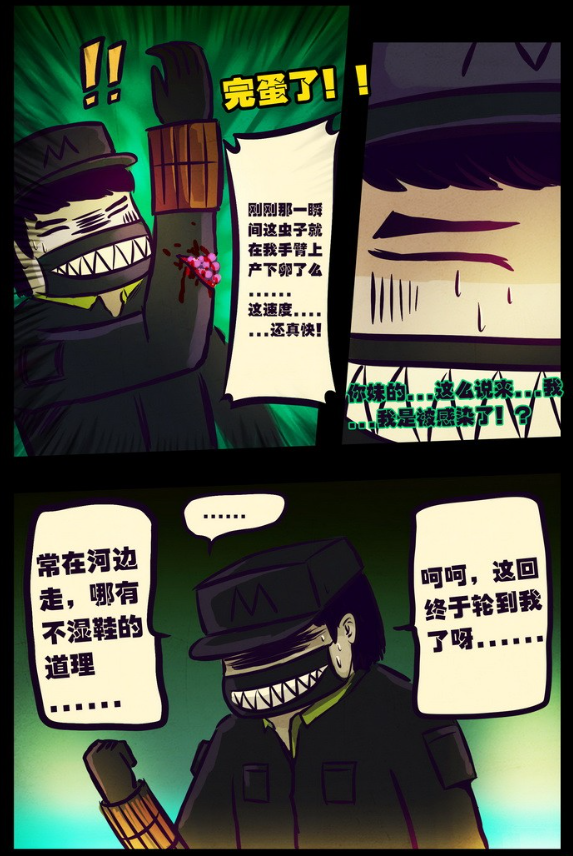 !!
完蛋了！！
刚刚那一瞬
间这虫子就
在我手臂上
产下卵了么
......
这速度....
...还真快!
M
你妹的...这么说来...我
...我是被感染了！？
......
常在河边
走，哪有
不湿鞋的
道理
......
呵呵，这回
终于轮到我
了呀......
M